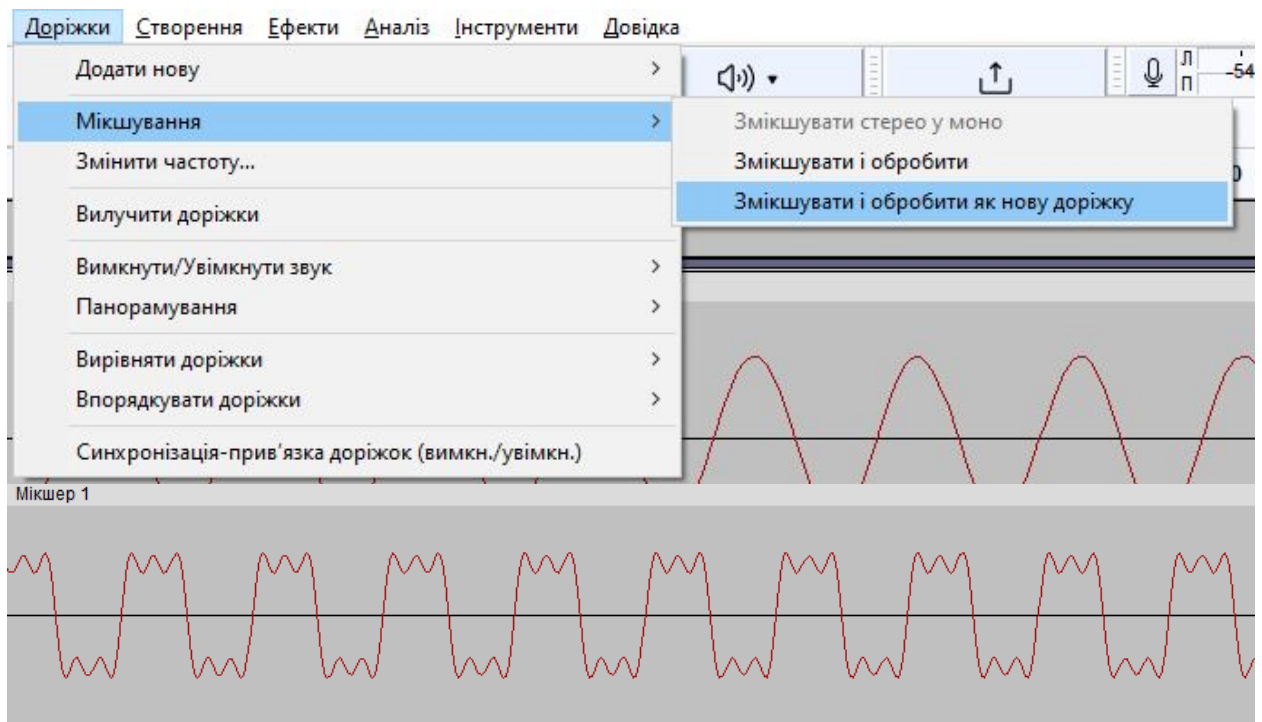 Доріжки Створення Ефекти Аналіз Інструменти Довідка
Додати нову
Л
П
-54
Мікшування
Змікшувати стерео у моно
Змінити частоту...
Змікшувати і обробити
Змікшувати і обробити як нову доріжку
Вилучити доріжки
Вимкнути/Увімкнути звук
Панорамування
Вирівняти доріжки
Впорядкувати доріжки
Синхронізація-прив'язка доріжок (вимкн./увімкн.)
Мікшер 1